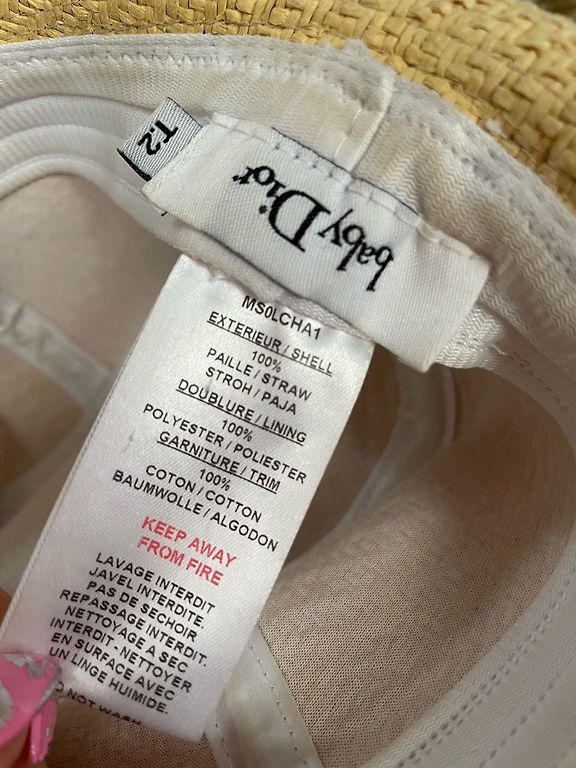 T.2
baby Dior
MS0LCHA1
EXTERIEUR / SHELL
100%
PAILLE / STRAW
STROH / PAJA
DOUBLURE / LINING
100%
POLYESTER / POLIESTER
GARNITURE / TRIM
100%
COTON / COTTON
BAUMWOLLE / ALGODON
KEEP AWAY
FROM FIRE
LAVAGE INTERDIT
JAVEL INTERDITE.
PAS DE SECHOIR
REPASSAGE INTERDIT.
NETTOYAGE A SEC
INTERDIT - NETTOYER
EN SURFACE AVEC
UN LINGE HUIMIDE.
DO NOT WASH